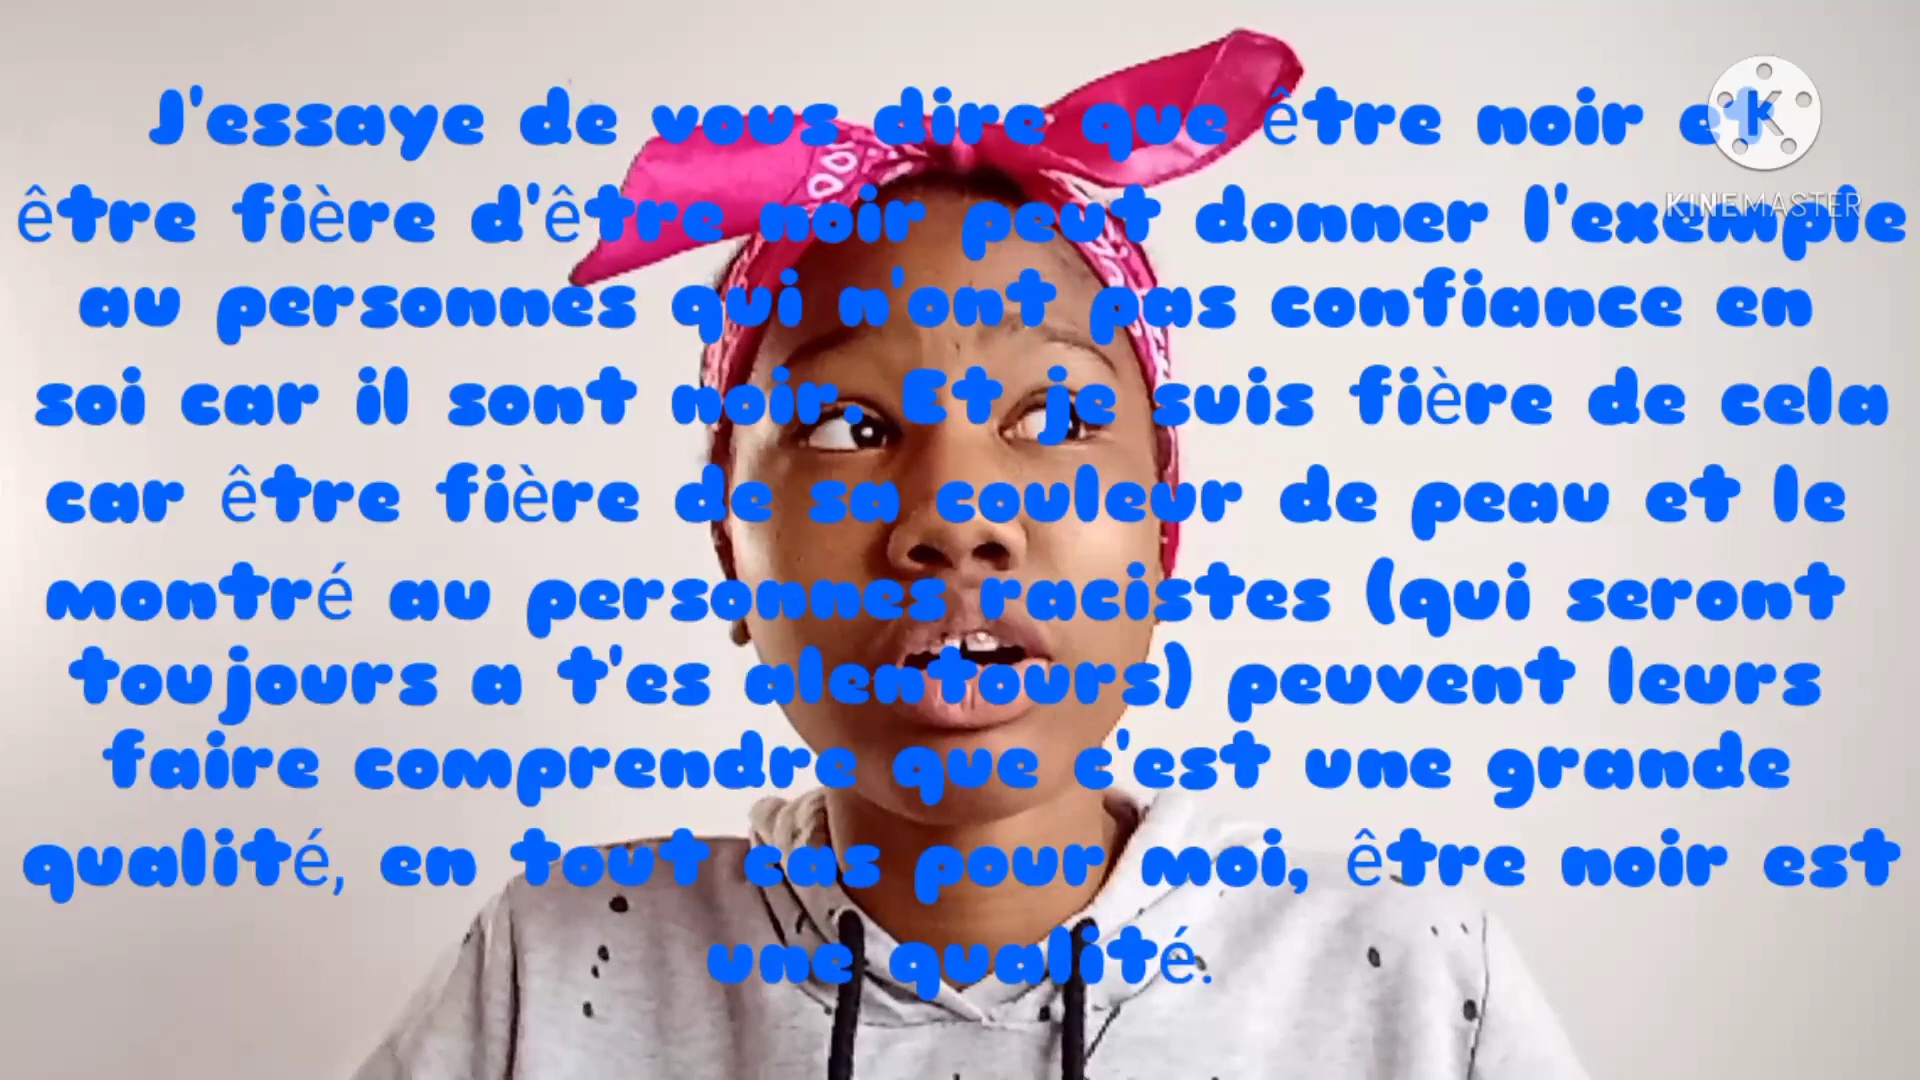 J'essaye de vous dire que être noir et
être fière d'être noir peut donner l'exemple
au personnes qui n'ont pas confiance en
soi car il sont noir. Et je suis fière de cela
car être fière de sa couleur de peau et le
montré au personnes racistes (qui seront
toujours a t'es alentours) peuvent leurs
faire comprendre que c'est une grande
qualité, en tout cas pour moi, être noir est
une qualité.
K
KINEMASTER